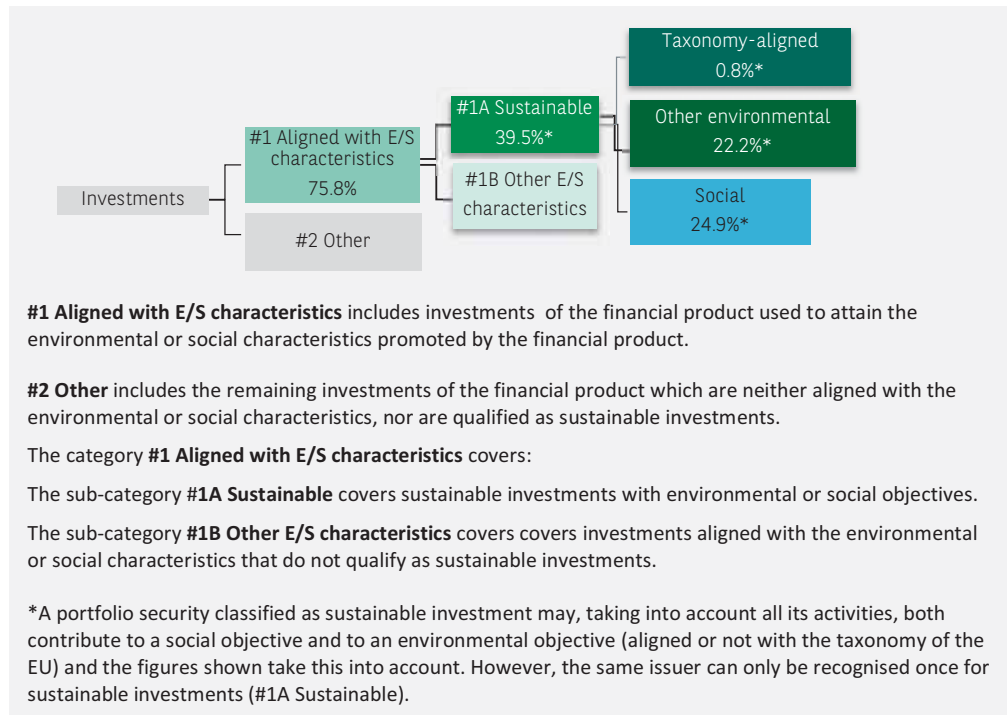 Taxonomy-aligned
0.8%*
#1A Sustainable
39.5%*
Other environmental
22.2%*
#1 Aligned with E/S
characteristics
75.8%
#1B Other E/S
characteristics
Investments
Social
24.9%*
#2 Other
#1 Aligned with E/S characteristics includes investments of the financial product used to attain the
environmental or social characteristics promoted by the financial product.
#2 Other includes the remaining investments of the financial product which are neither aligned with the
environmental or social characteristics, nor are qualified as sustainable investments.
The category #1 Aligned with E/S characteristics covers:
The sub-category #1A Sustainable covers sustainable investments with environmental or social objectives.
The sub-category #1B Other E/S characteristics covers covers investments aligned with the environmental
or social characteristics that do not qualify as sustainable investments.
*A portfolio security classified as sustainable investment may, taking into account all its activities, both
contribute to a social objective and to an environmental objective (aligned or not with the taxonomy of the
EU) and the figures shown take this into account. However, the same issuer can only be recognised once for
sustainable investments (#1A Sustainable).